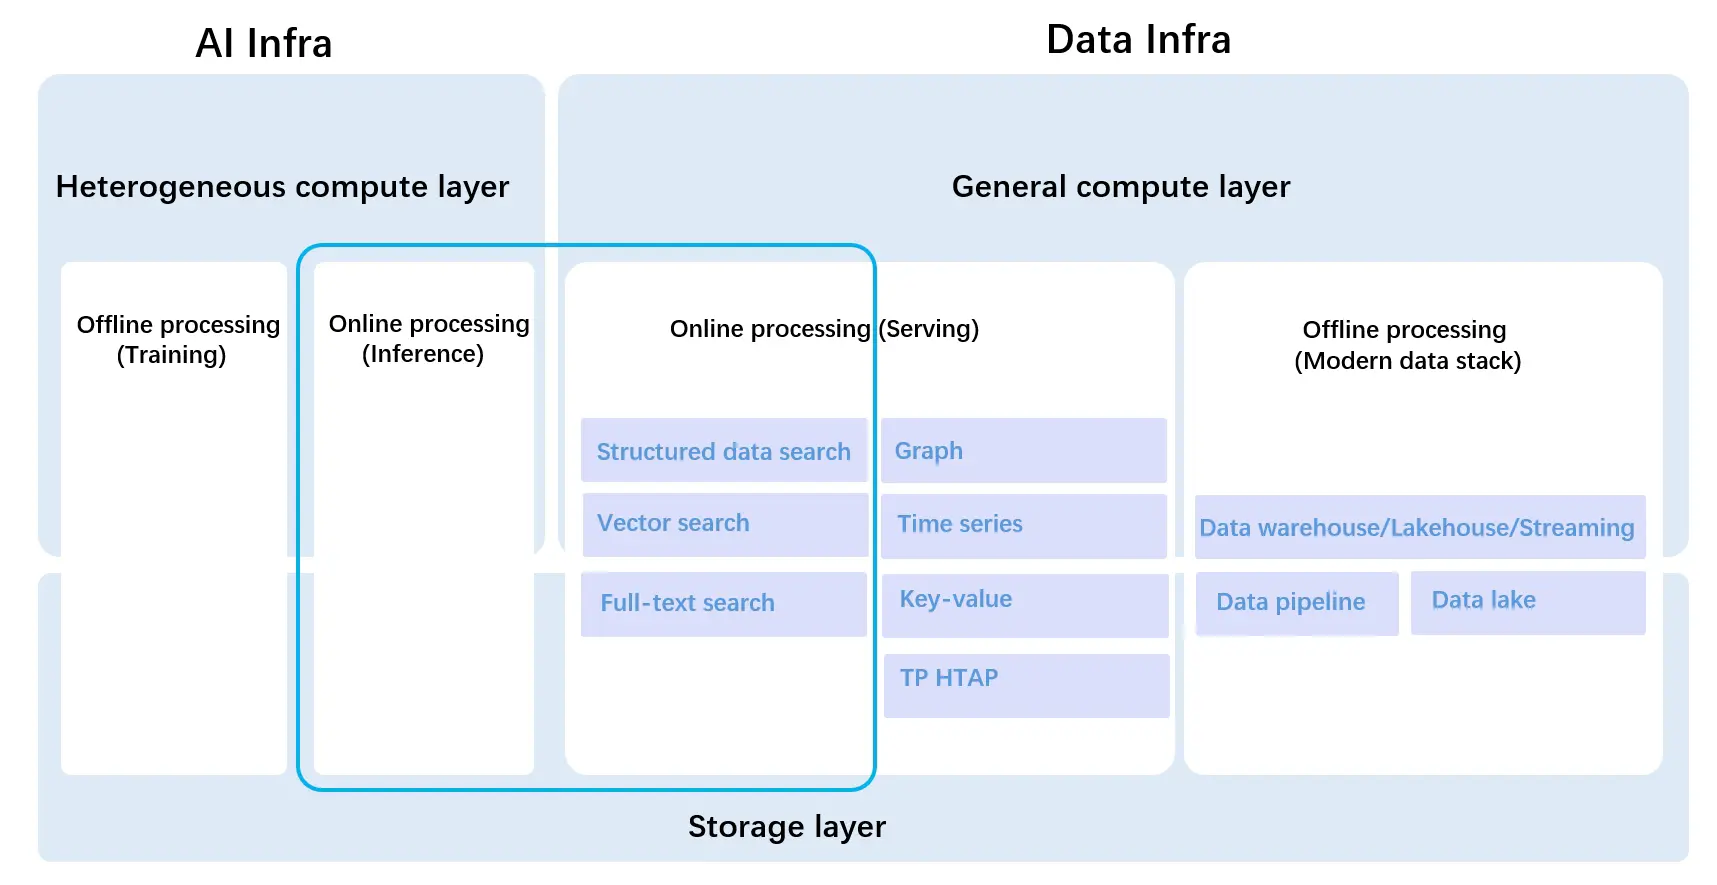 AI Infra
Data Infra
Heterogeneous compute layer
General compute layer
Offline processing
(Training)
Online processing
(Inference)
Online processing (Serving)
Offline processing
(Modern data stack)
Structured data search
Graph
Vector search
Time series
Data warehouse/Lakehouse/Streaming
Full-text search
Key-value
Data pipeline
Data lake
TP HTAP
Storage layer